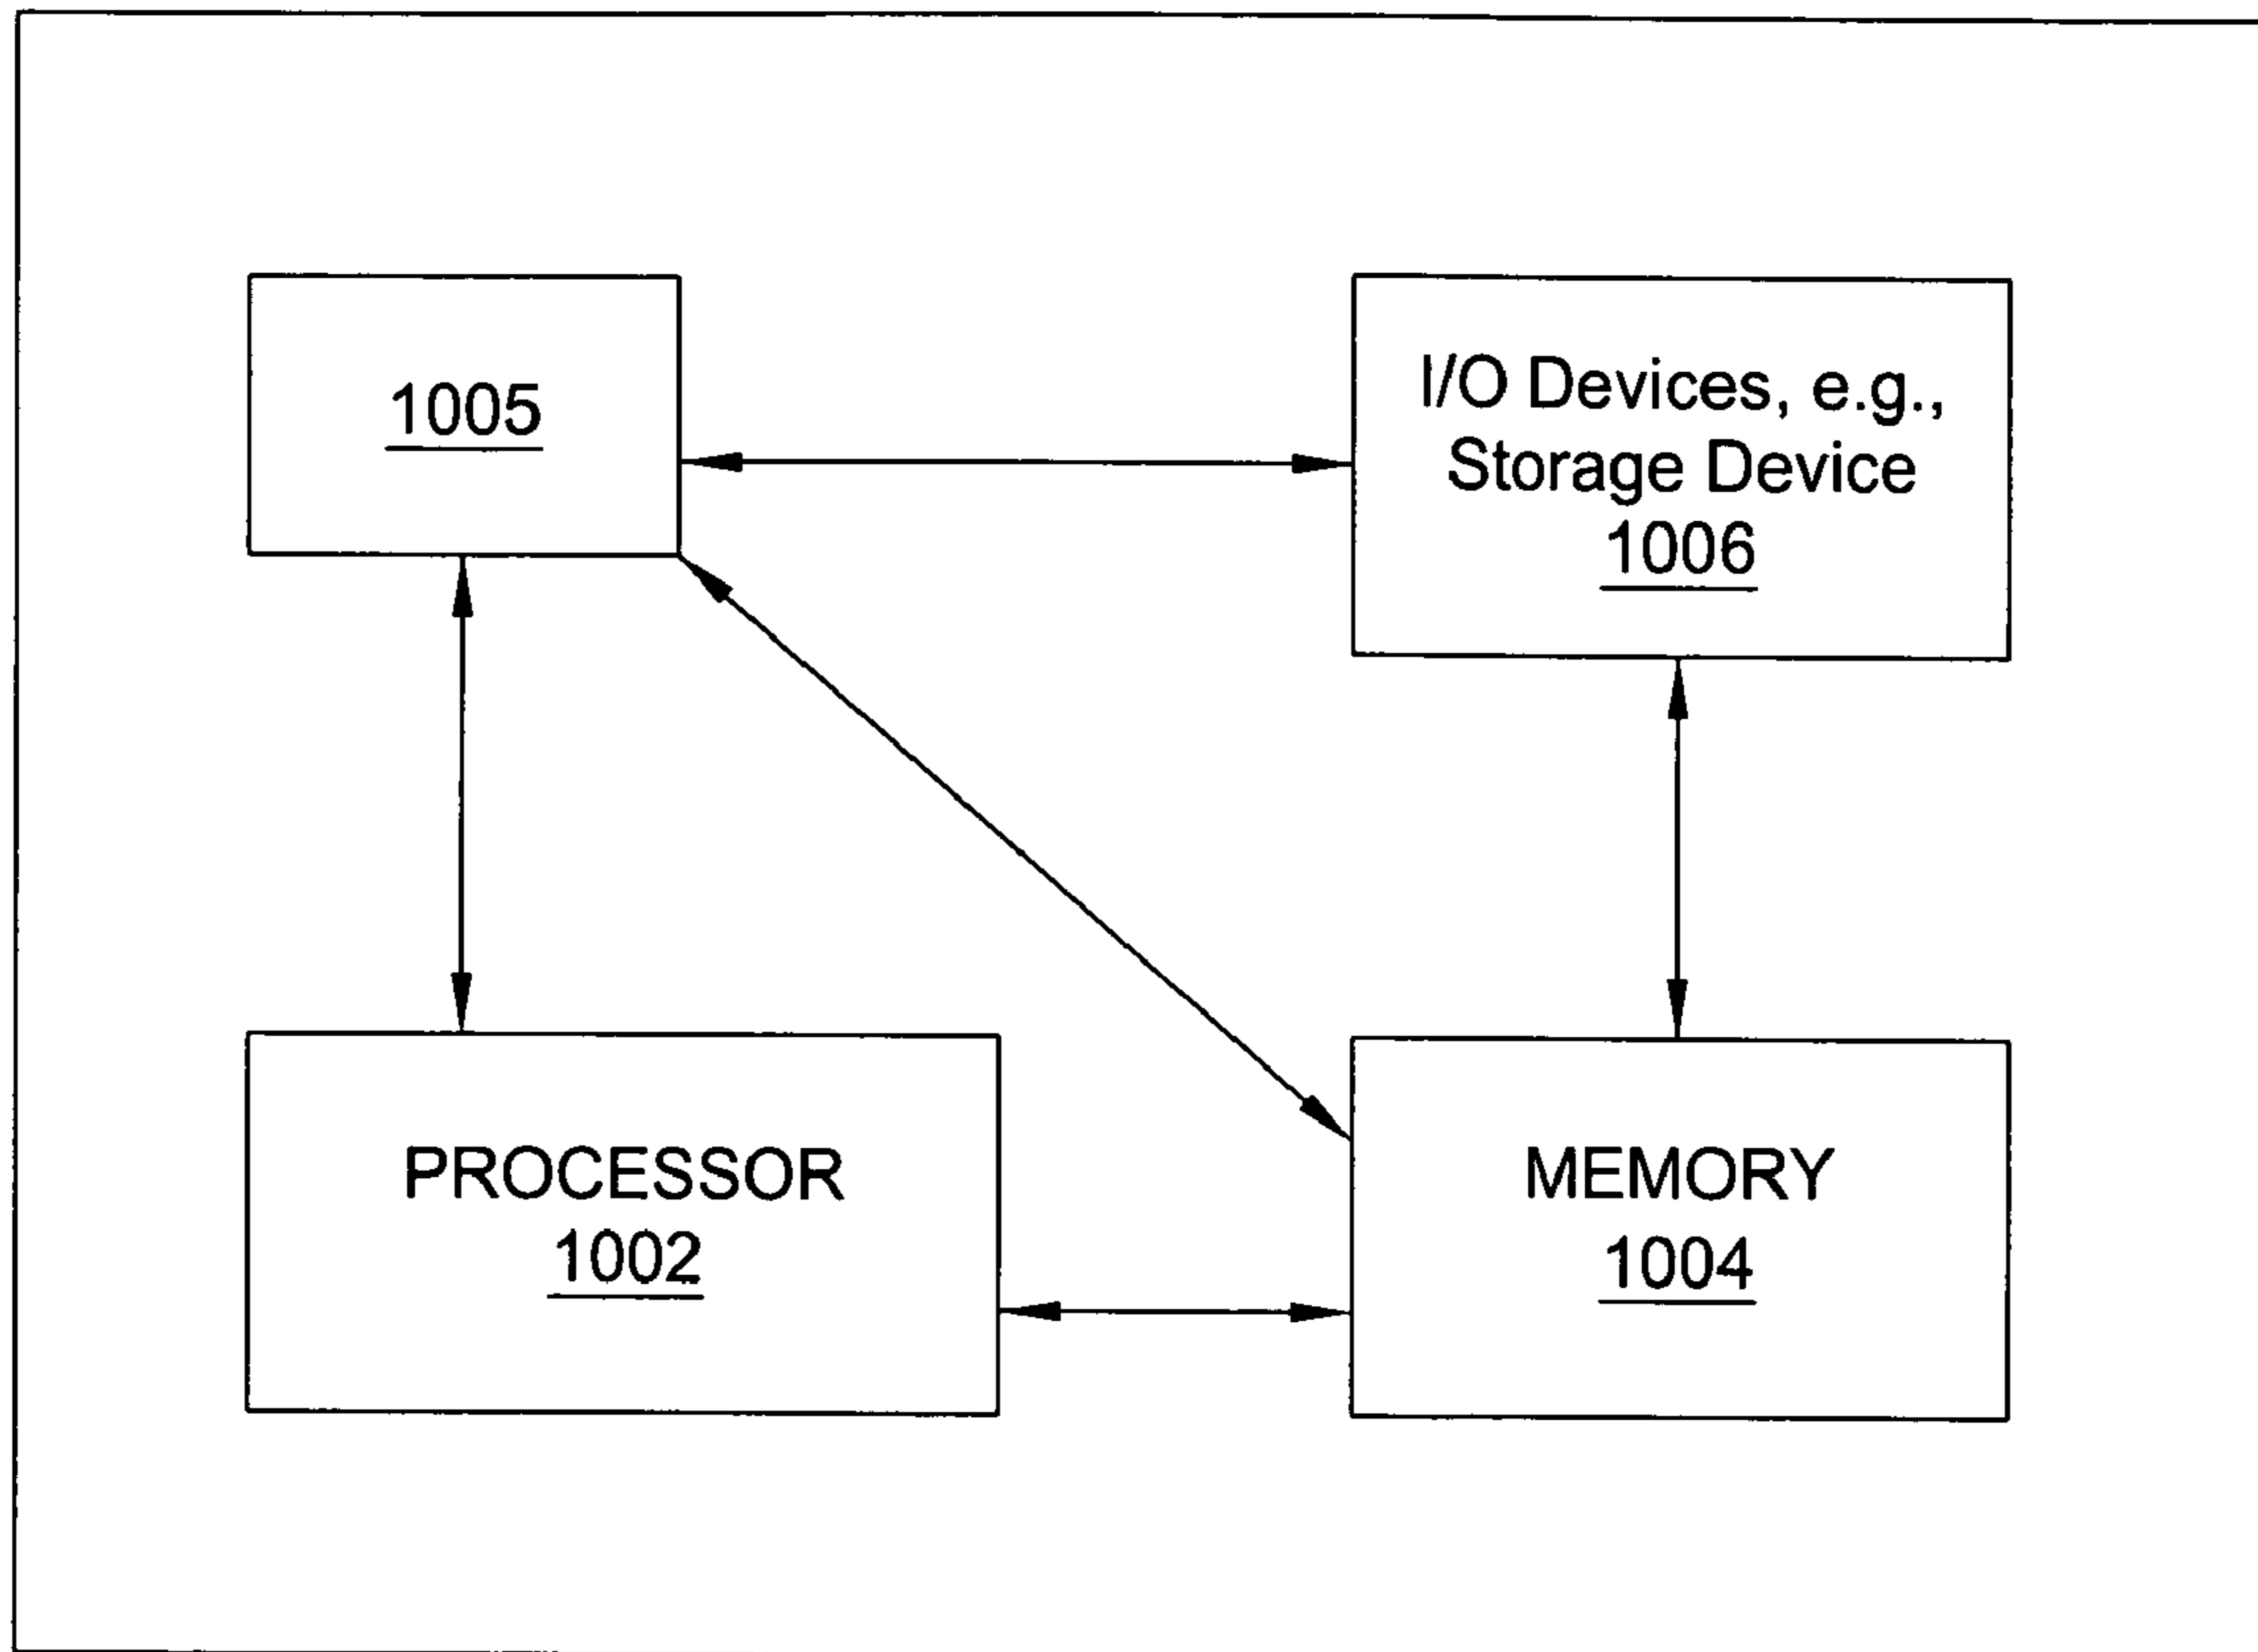 1005
I/O Devices, e.g.,
Storage Device
1006
PROCESSOR
1002
MEMORY
1004